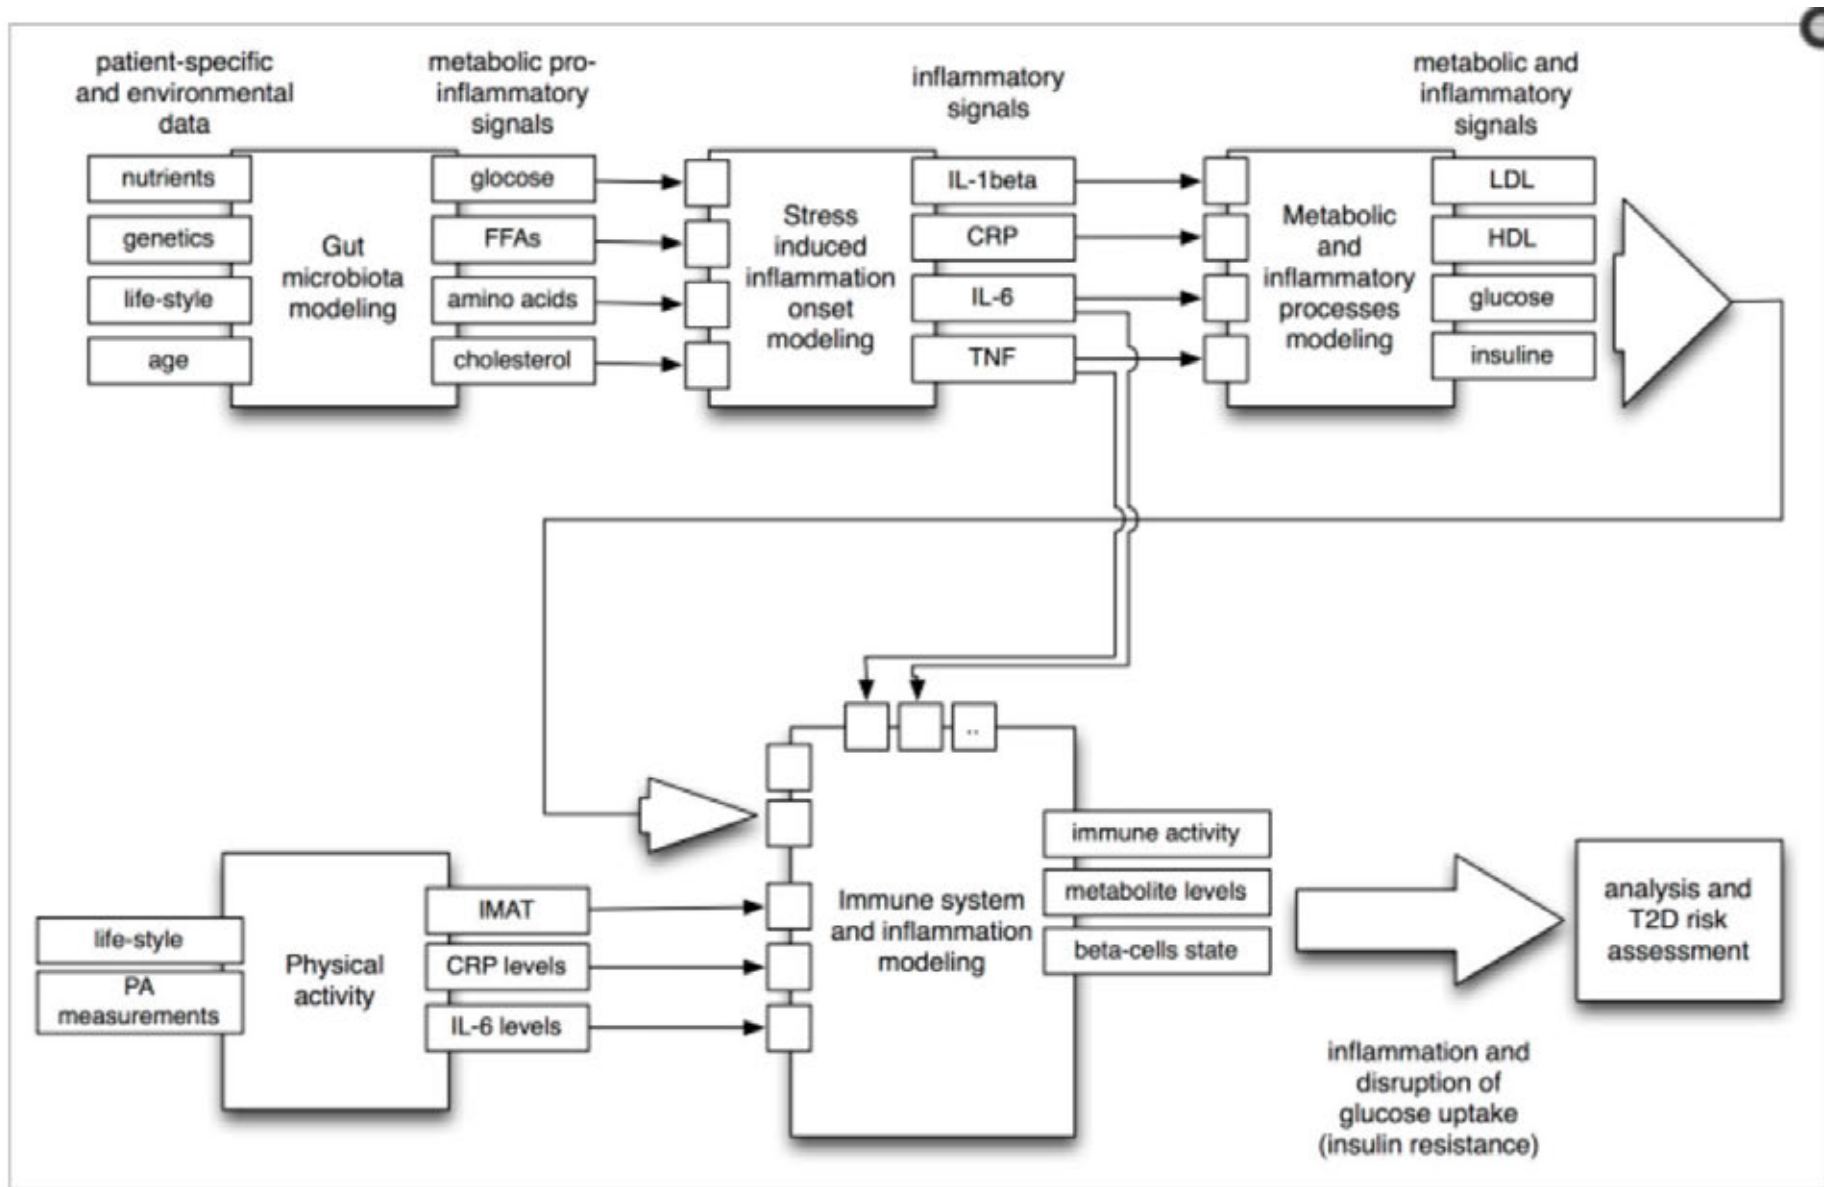 patient-specific
and environmental
data
metabolic pro-
inflammatory
signals
inflammatory
signals
metabolic and
inflammatory
signals
nutrients
genetics
life-style
age
Gut
microbiota
modeling
glocose
FFAs
amino acids
cholesterol
Stress
induced
inflammation
onset
modeling
IL-1beta
CRP
IL-6
TNF
Metabolic
and
inflammatory
processes
modeling
LDL
HDL
glucose
insuline
..
life-style
PA
measurements
Physical
activity
IMAT
CRP levels
IL-6 levels
Immune system
and inflammation
modeling
immune activity
metabolite levels
beta-cells state
analysis and
T2D risk
assessment
inflammation and
disruption of
glucose uptake
(insulin resistance)